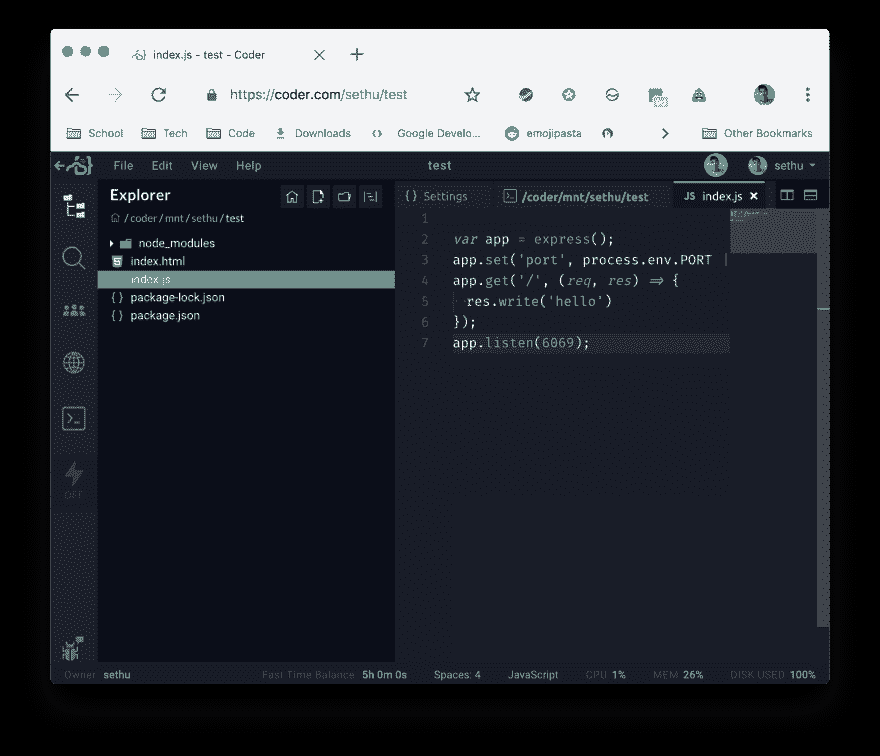 index.js - test - Coder
https://coder.com/sethu/test
School Tech Code Downloads Google Develo... emojipasta Other Bookmarks
File Edit View Help test sethu
Explorer
/ coder / mnt / sethu / test
node_modules
index.html
index.js
package-lock.json
package.json
OFF
{} Settings /coder/mnt/sethu/test JS index.js
1
2 var app = express();
3 app.set('port', process.env.PORT |
4 app.get('/', (req, res) => {
5 res.write('hello')
6 });
7 app.listen(6069);
Owner sethu Fast Time Balance 5h 0m 0s Spaces: 4 JavaScript CPU 1% MEM 26% DISK USED 100%